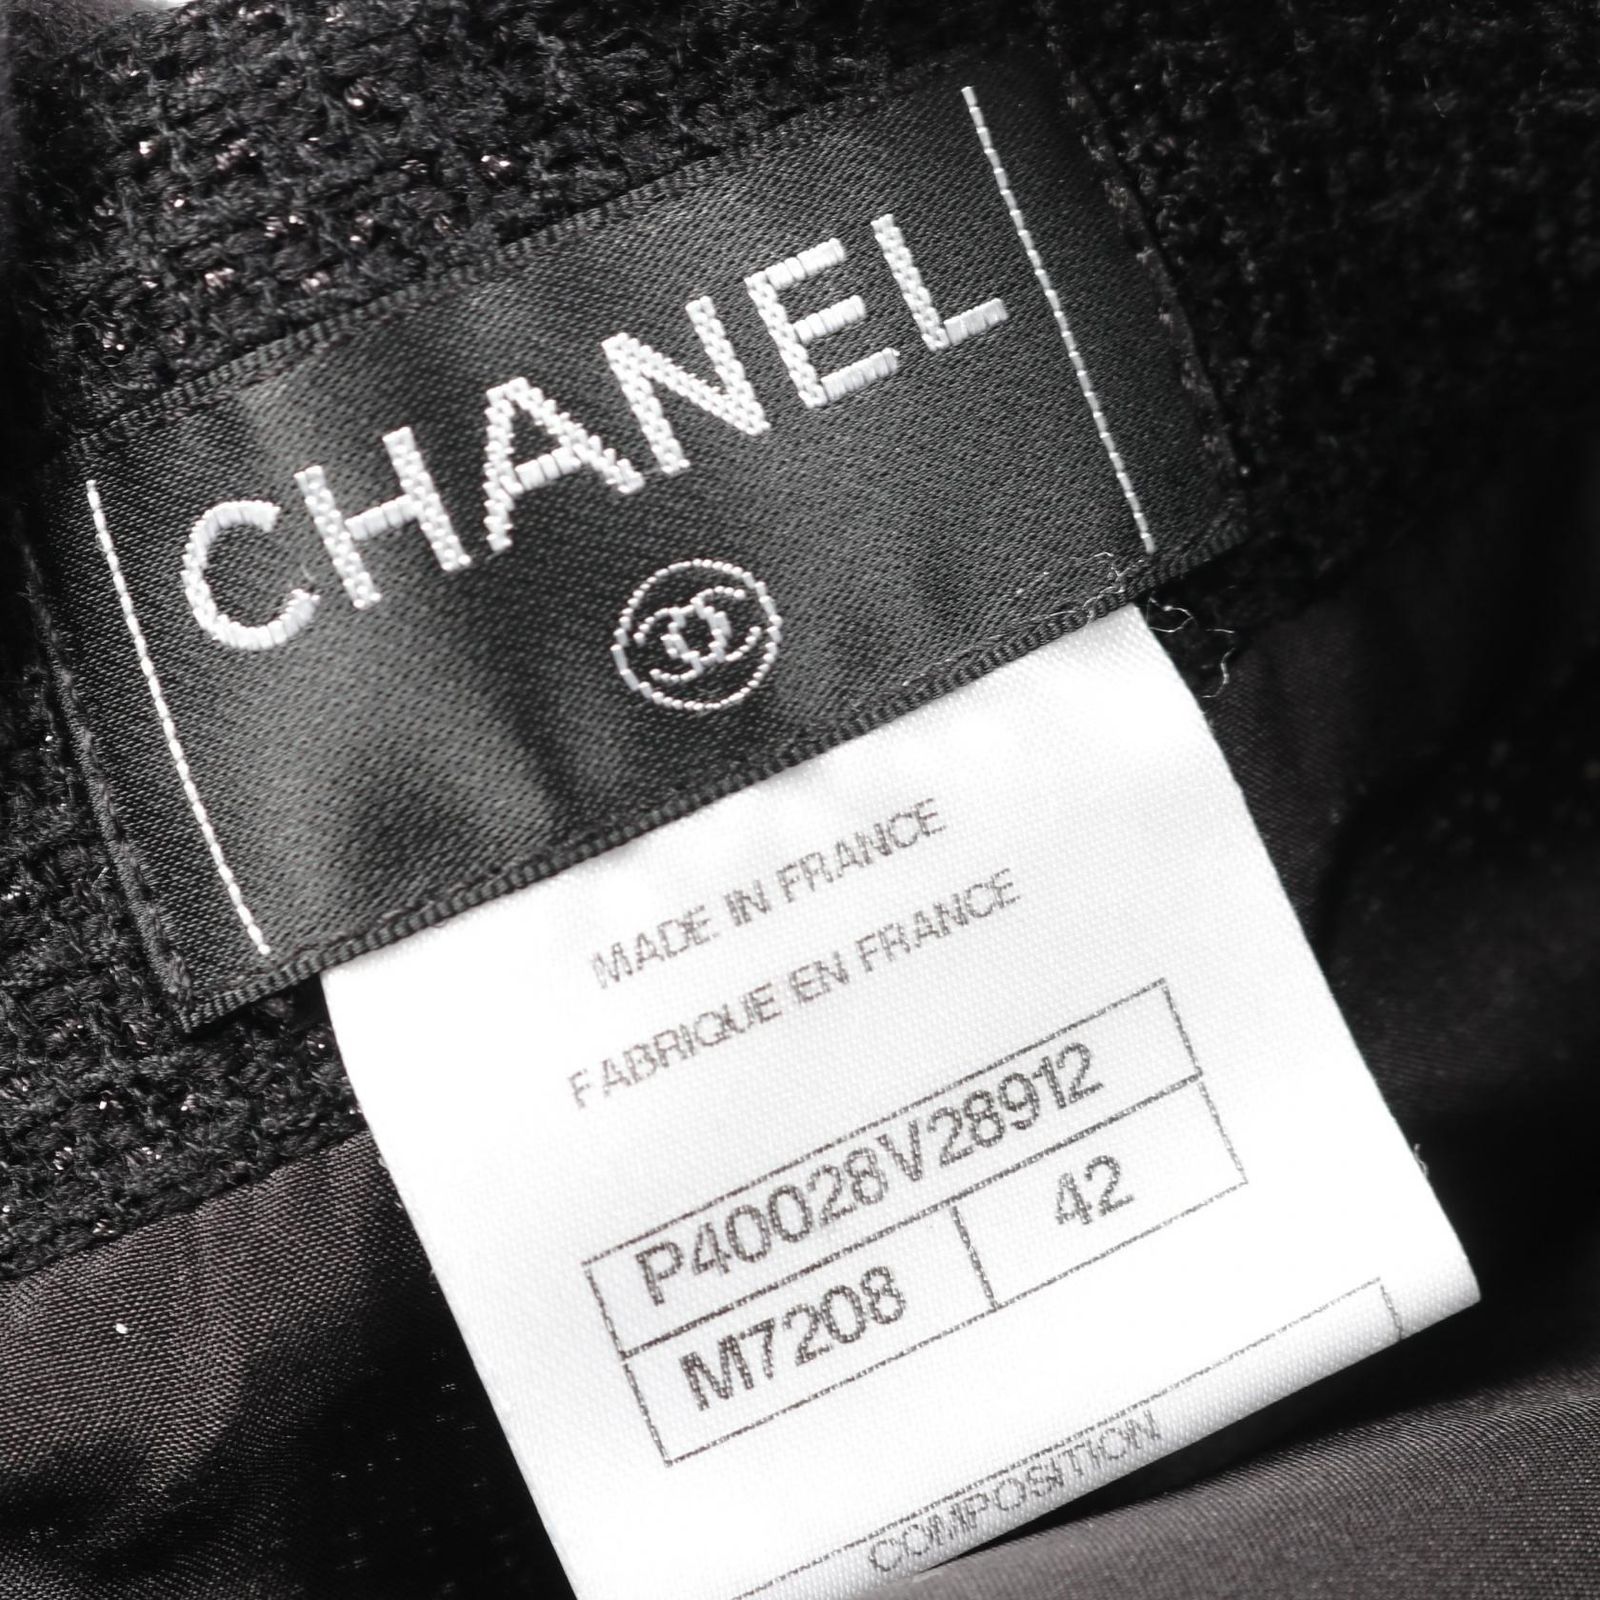 CHANEL
MADE IN FRANCE
FABRIQUE EN FRANCE
P40028V28912
M7208 42
COMPOSITION